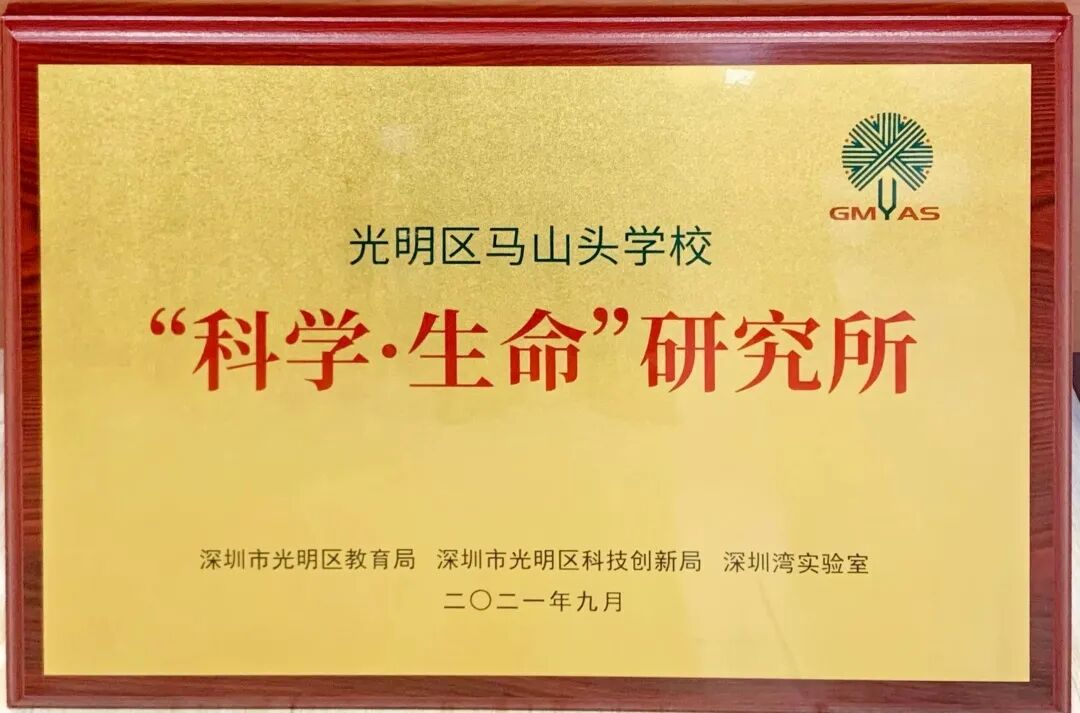 GMYAS
光明区马山头学校
“科学·生命”研究所
深圳市光明区教育局 深圳市光明区科技创新局 深圳湾实验室
二〇二一年九月